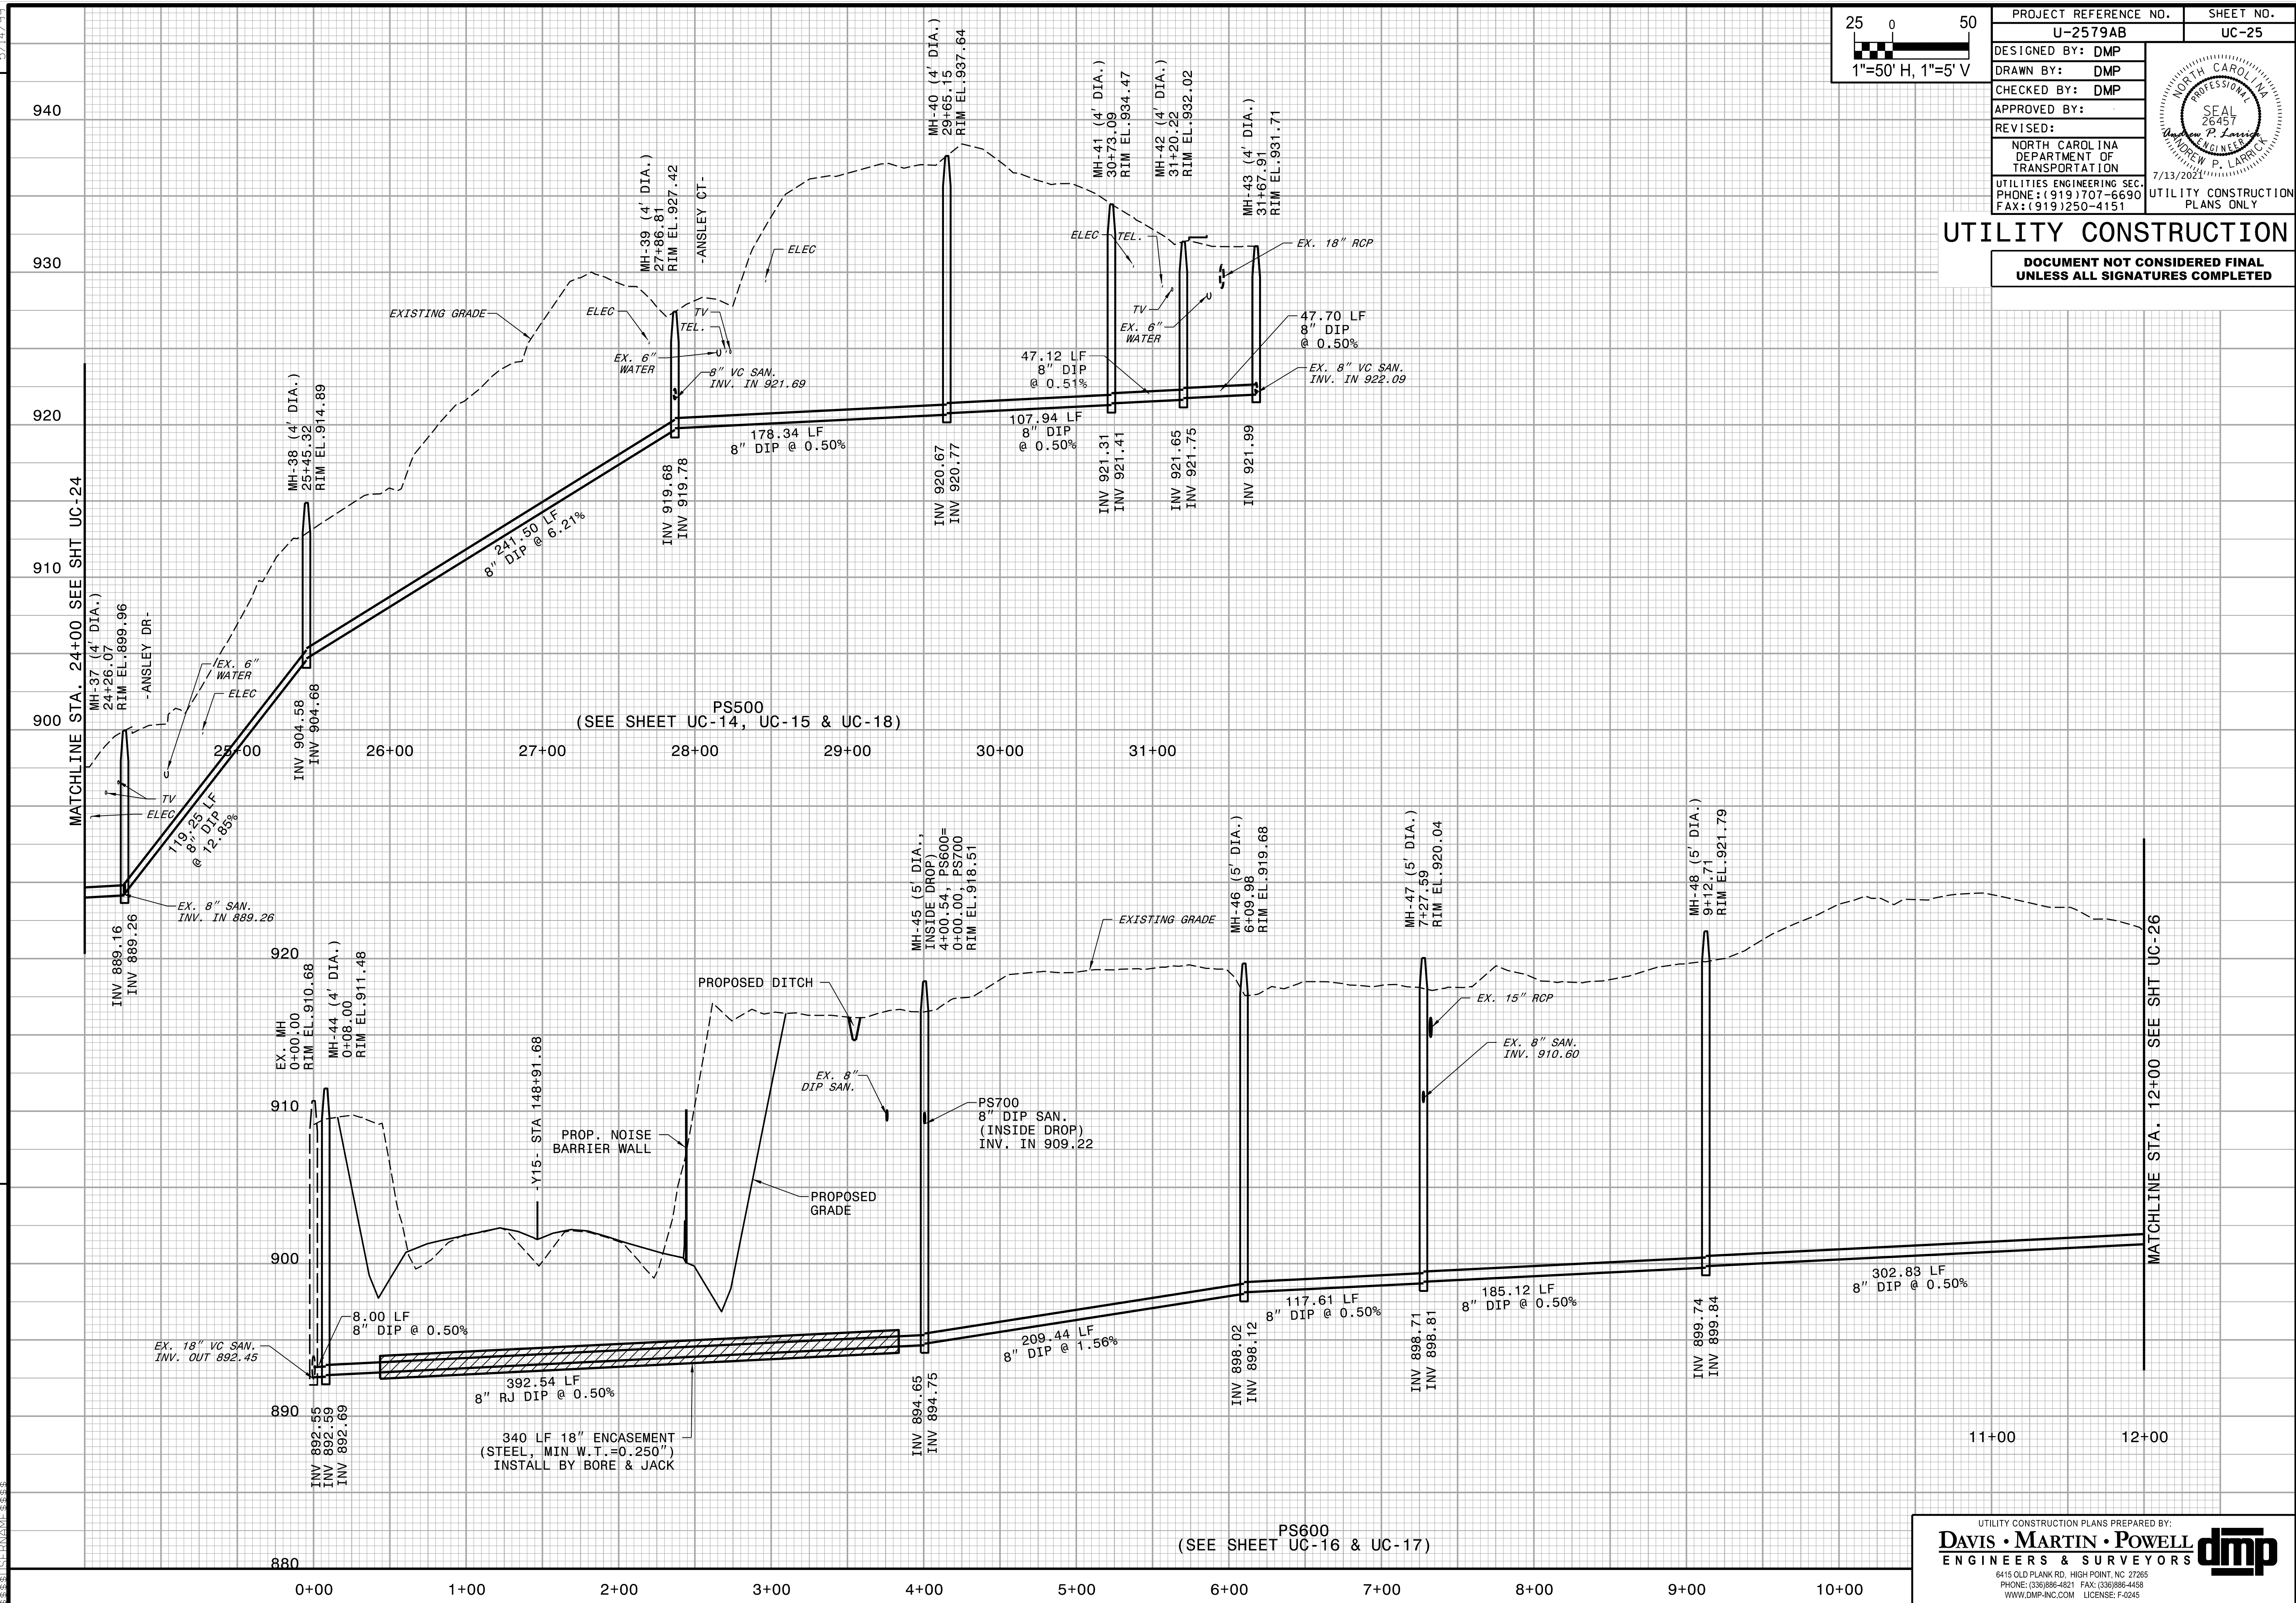 25 0 50
1"=50' H, 1"=5' V
PROJECT REFERENCE NO.
SHEET NO.
U-2579AB
UC-25
DESIGNED BY: DMP
DRAWN BY: DMP
CHECKED BY: DMP
APPROVED BY:
REVISED:
NORTH CAROLINA
DEPARTMENT OF
TRANSPORTATION
UTILITIES ENGINEERING SEC.
PHONE:(919)707-6690
FAX:(919)250-4151
NORTH CAROLINA
PROFESSIONAL
SEAL
26457
Andrew P. Larrick
ENGINEER
ANDREW P. LARRICK
7/13/2021
UTILITY CONSTRUCTION
PLANS ONLY
UTILITY CONSTRUCTION
DOCUMENT NOT CONSIDERED FINAL
UNLESS ALL SIGNATURES COMPLETED
940
930
920
910
900
MATCHLINE STA. 24+00 SEE SHT UC-24
MH-37 (4' DIA.)
24+26.07
RIM EL.899.96
-ANSLEY DR-
EX. 6"
WATER
ELEC
TV
ELEC
119.25 LF
8" DIP
@ 12.85%
EX. 8" SAN.
INV. IN 889.26
INV 889.16
INV 889.26
MH-38 (4' DIA.)
25+45.32
RIM EL.914.89
INV 904.58
INV 904.68
EXISTING GRADE
241.50 LF
8" DIP @ 6.21%
ELEC
EX. 6"
WATER
MH-39 (4' DIA.)
27+86.81
RIM EL.927.42
-ANSLEY CT-
TV
TEL.
8" VC SAN.
INV. IN 921.69
INV 919.68
INV 919.78
ELEC
178.34 LF
8" DIP @ 0.50%
MH-40 (4' DIA.)
29+65.15
RIM EL.937.64
INV 920.67
INV 920.77
107.94 LF
8" DIP
@ 0.50%
MH-41 (4' DIA.)
30+73.09
RIM EL.934.47
INV 921.31
INV 921.41
47.12 LF
8" DIP
@ 0.51%
ELEC
TEL.
TV
EX. 6"
WATER
MH-42 (4' DIA.)
31+20.22
RIM EL.932.02
INV 921.65
INV 921.75
MH-43 (4' DIA.)
31+67.91
RIM EL.931.71
EX. 18" RCP
47.70 LF
8" DIP
@ 0.50%
EX. 8" VC SAN.
INV. IN 922.09
INV 921.99
PS500
(SEE SHEET UC-14, UC-15 & UC-18)
25+00 26+00 27+00 28+00 29+00 30+00 31+00
920
910
900
890
880
EX. MH
0+00.00
RIM EL.910.68
MH-44 (4' DIA.)
0+08.00
RIM EL.911.48
EX. 18" VC SAN.
INV. OUT 892.45
8.00 LF
8" DIP @ 0.50%
INV 892.55
INV 892.59
INV 892.69
392.54 LF
8" RJ DIP @ 0.50%
340 LF 18" ENCASEMENT
(STEEL, MIN W.T.=0.250")
INSTALL BY BORE & JACK
-Y15- STA 148+91.68
PROP. NOISE
BARRIER WALL
PROPOSED DITCH
EX. 8"
DIP SAN.
PROPOSED
GRADE
MH-45 (5' DIA.,
INSIDE DROP)
4+00.54, PS600=
0+00.00, PS700
RIM EL.918.51
PS700
8" DIP SAN.
(INSIDE DROP)
INV. IN 909.22
INV 894.65
INV 894.75
209.44 LF
8" DIP @ 1.56%
EXISTING GRADE
MH-46 (5' DIA.)
6+09.98
RIM EL.919.68
INV 898.02
INV 898.12
117.61 LF
8" DIP @ 0.50%
MH-47 (5' DIA.)
7+27.59
RIM EL.920.04
EX. 15" RCP
EX. 8" SAN.
INV. 910.60
INV 898.71
INV 898.81
185.12 LF
8" DIP @ 0.50%
MH-48 (5' DIA.)
9+12.71
RIM EL.921.79
INV 899.74
INV 899.84
302.83 LF
8" DIP @ 0.50%
MATCHLINE STA. 12+00 SEE SHT UC-26
11+00 12+00
PS600
(SEE SHEET UC-16 & UC-17)
0+00 1+00 2+00 3+00 4+00 5+00 6+00 7+00 8+00 9+00 10+00
UTILITY CONSTRUCTION PLANS PREPARED BY:
DAVIS • MARTIN • POWELL
ENGINEERS & SURVEYORS
dmp
6415 OLD PLANK RD, HIGH POINT, NC 27265
PHONE: (336)886-4821 FAX: (336)886-4458
WWW.DMP-INC.COM LICENSE: F-0245